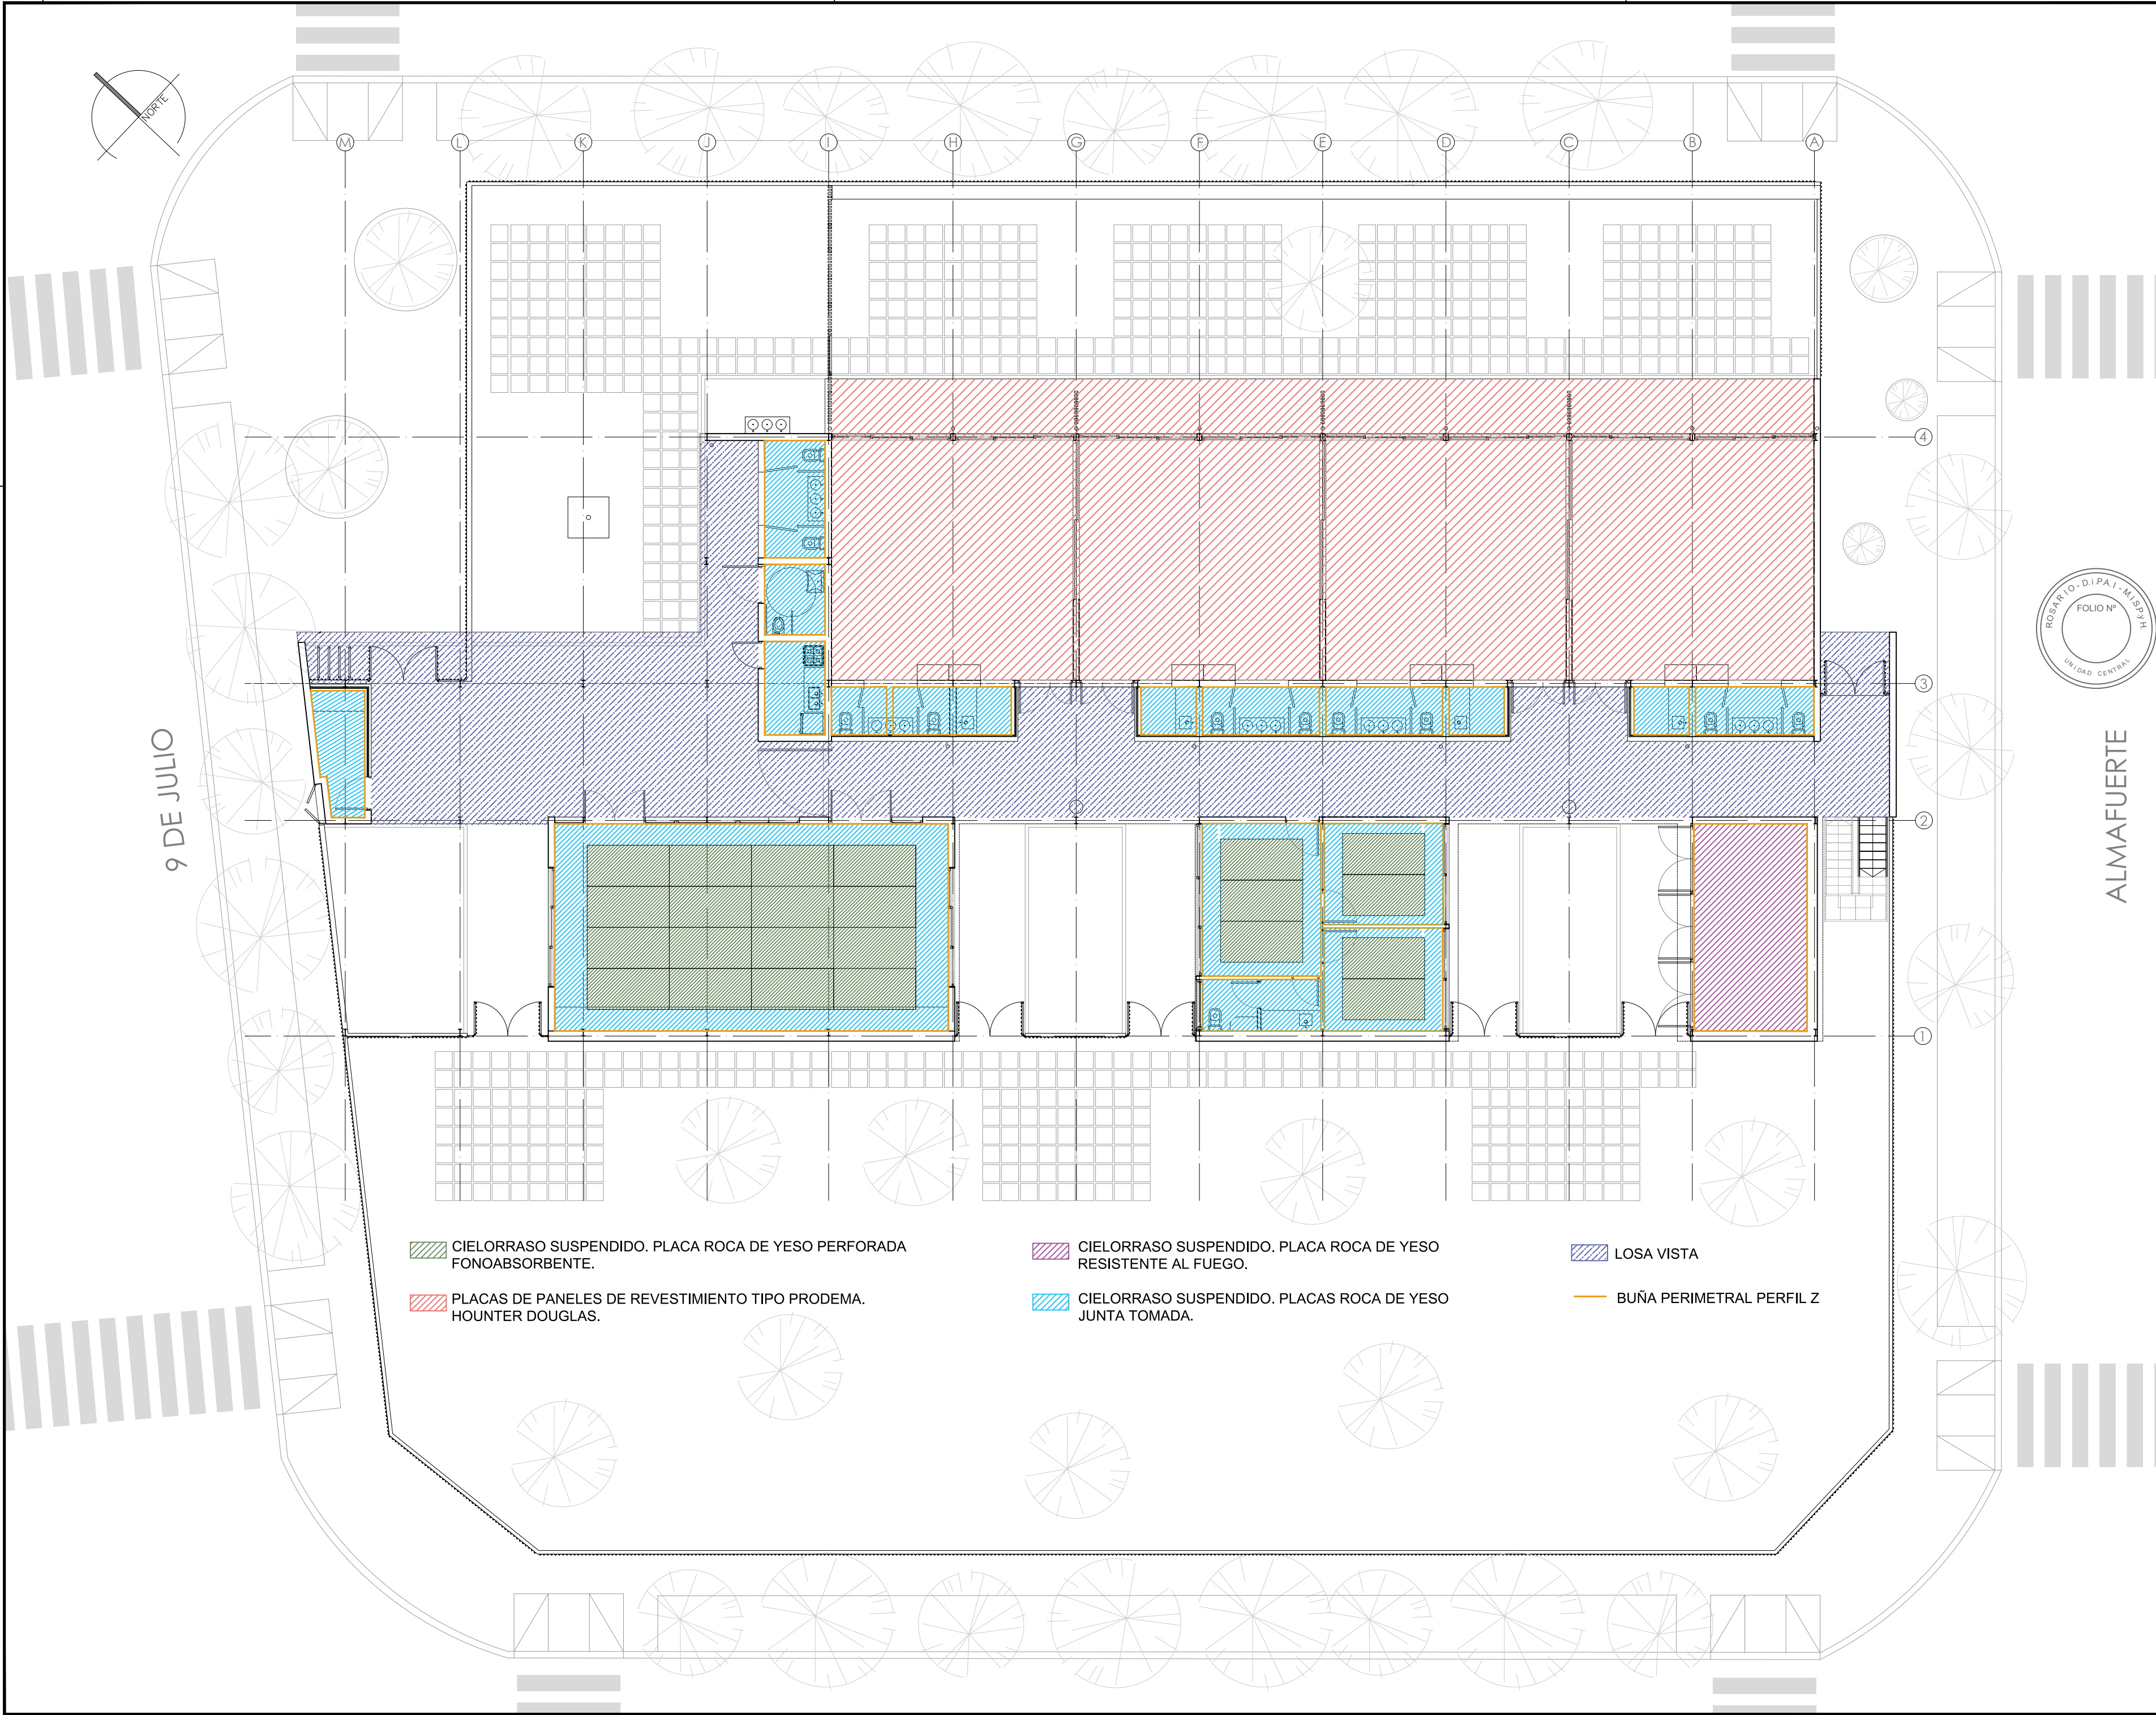 NORTE
M
L
K
J
I
H
G
F
E
D
C
B
A
4
3
2
1
9 DE JULIO
ALMAFUERTE
ROSARIO - D.i.P.A.I - M.I.S.P.y H.
FOLIO Nº
UNIDAD CENTRAL
CIELORRASO SUSPENDIDO. PLACA ROCA DE YESO PERFORADA
FONOABSORBENTE.
PLACAS DE PANELES DE REVESTIMIENTO TIPO PRODEMA.
HOUNTER DOUGLAS.
CIELORRASO SUSPENDIDO. PLACA ROCA DE YESO
RESISTENTE AL FUEGO.
CIELORRASO SUSPENDIDO. PLACAS ROCA DE YESO
JUNTA TOMADA.
LOSA VISTA
BUÑA PERIMETRAL PERFIL Z